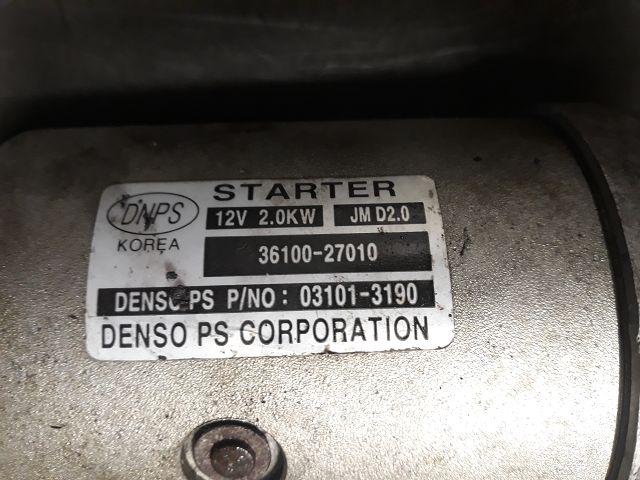 STARTER
DNPS
12V 2.0KW JM D2.0
KOREA
36100-27010
DENSO PS P/NO: 03101-3190
DENSO PS CORPORATION